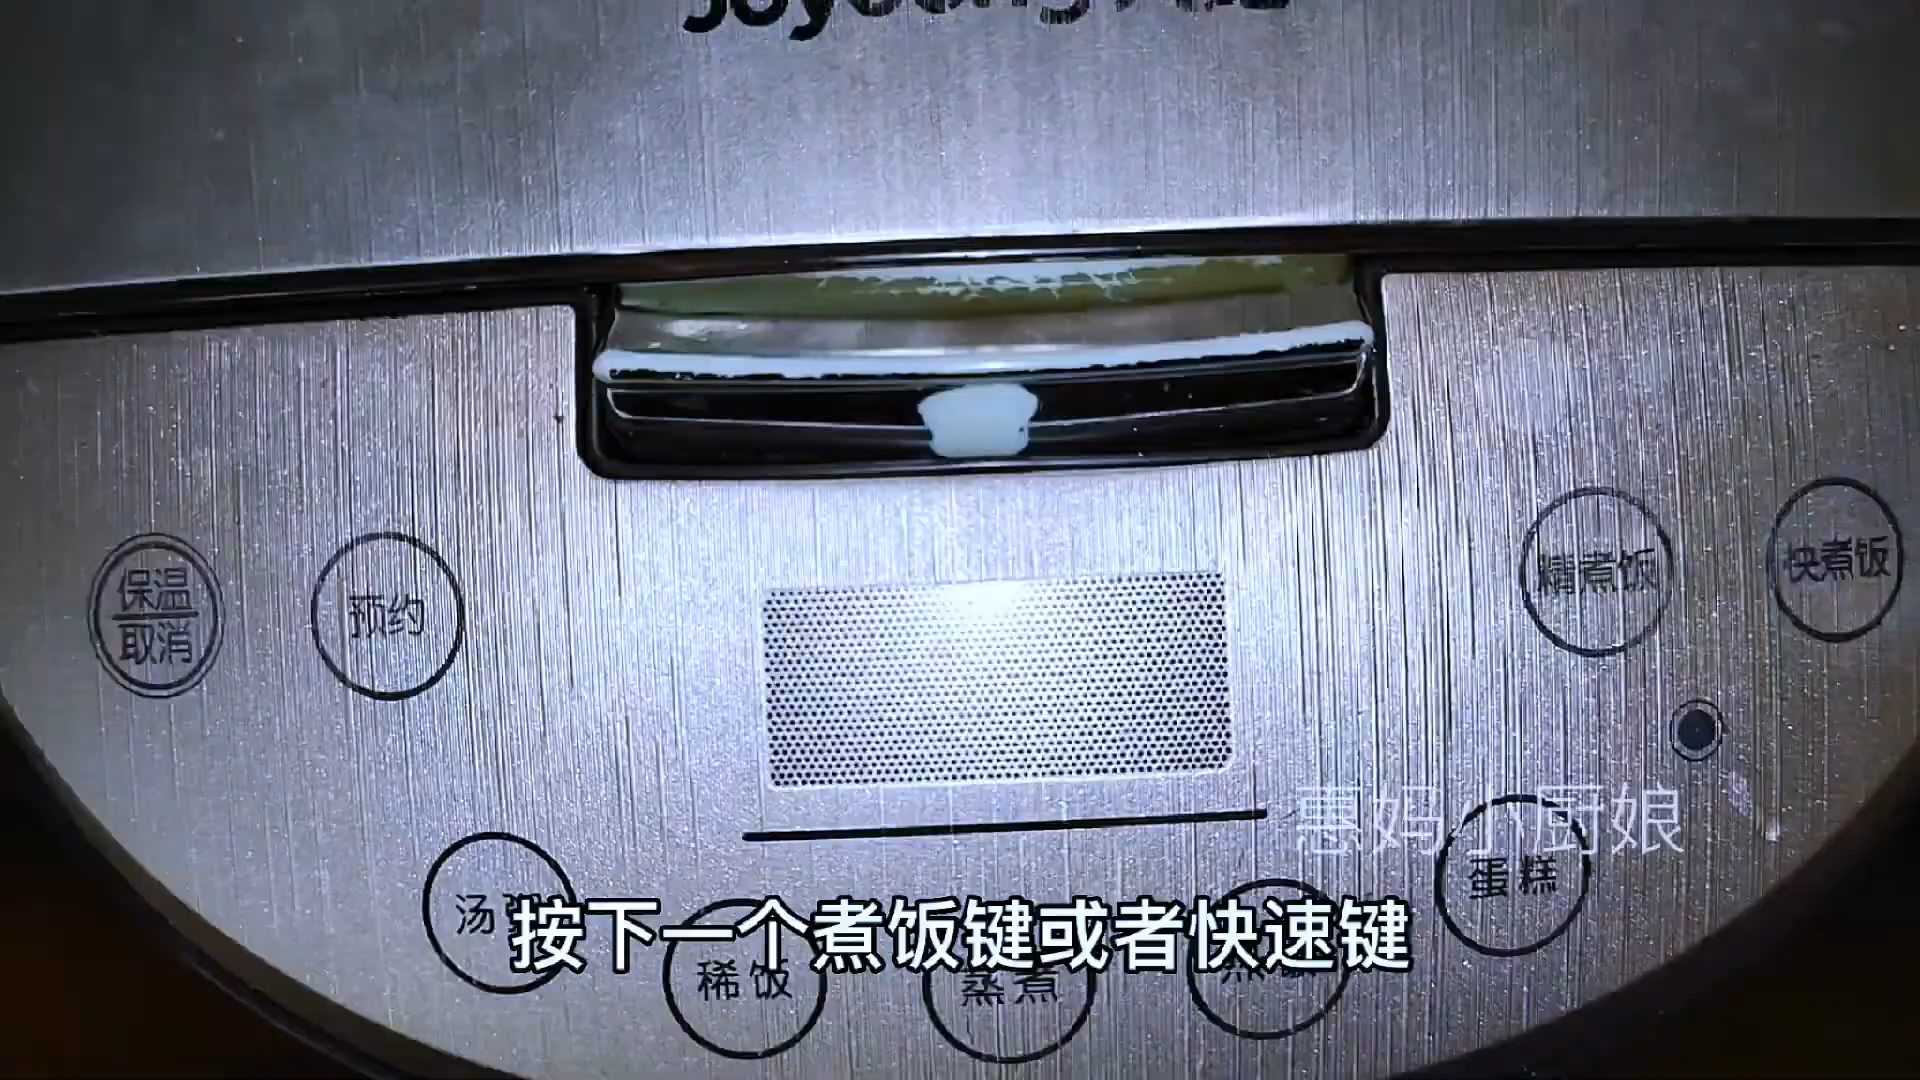 保温
取消
预约
精煮饭
快煮饭
惠妈小厨娘
蛋糕
汤
按下一个煮饭键或者快速键
稀饭
蒸煮